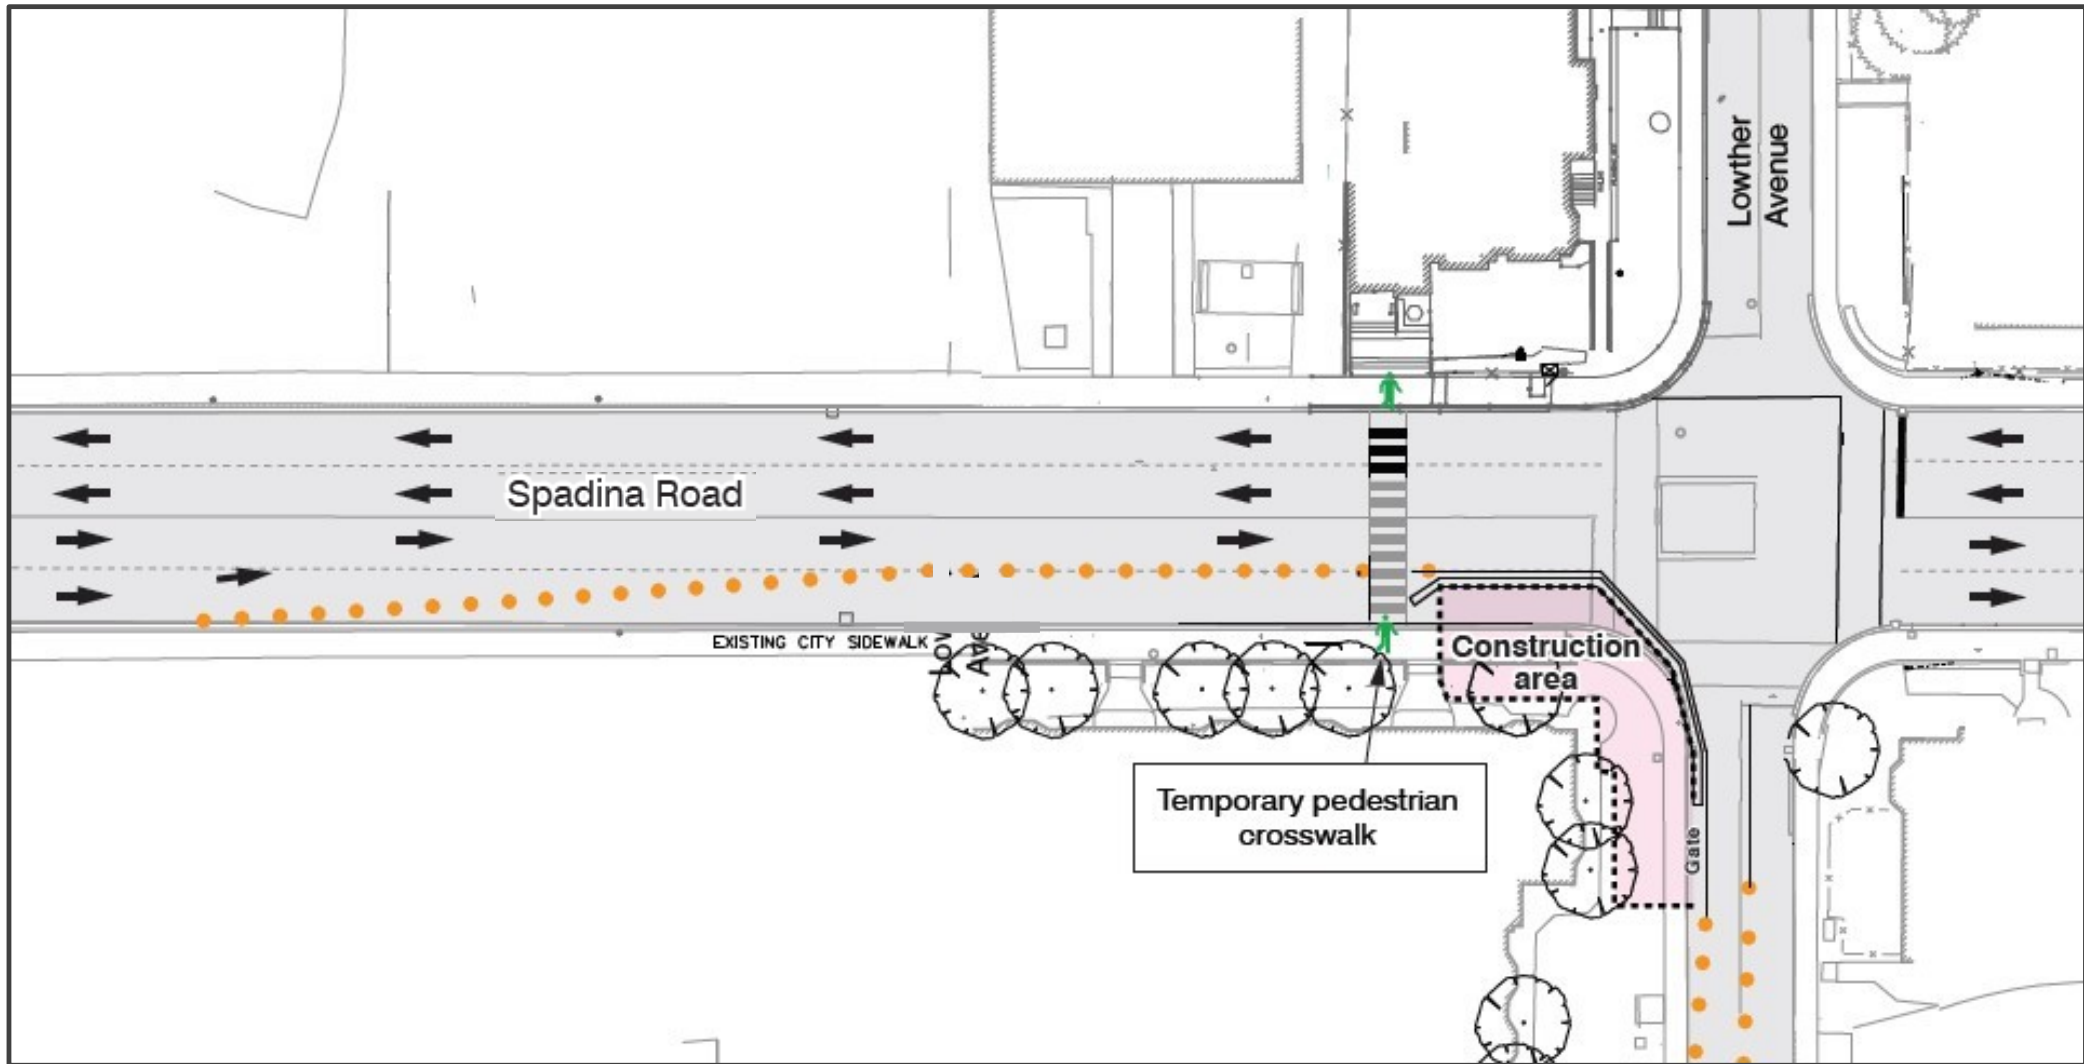 Lowther
Avenue
Spadina Road
EXISTING CITY SIDEWALK
Construction
area
Temporary pedestrian
crosswalk
Gate